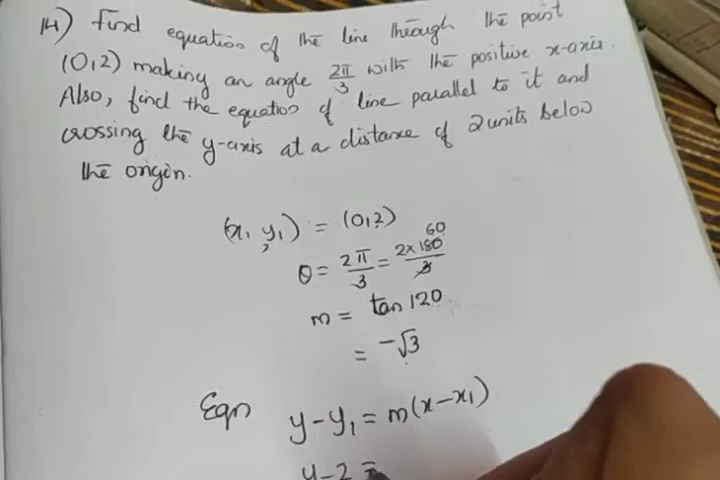 14) Find equation of the line through the point
(0,2) making an angle 2π/3 with the positive x-axis.
Also, find the equation of line parallel to it and
crossing the y-axis at a distance of 2 units below
the origin.
(x₁, y₁) = (0,2)
θ = 2π/3 = 2×180/3 60
m = tan 120
= -√3
Eqn y-y₁ = m(x-x₁)
y-2 =